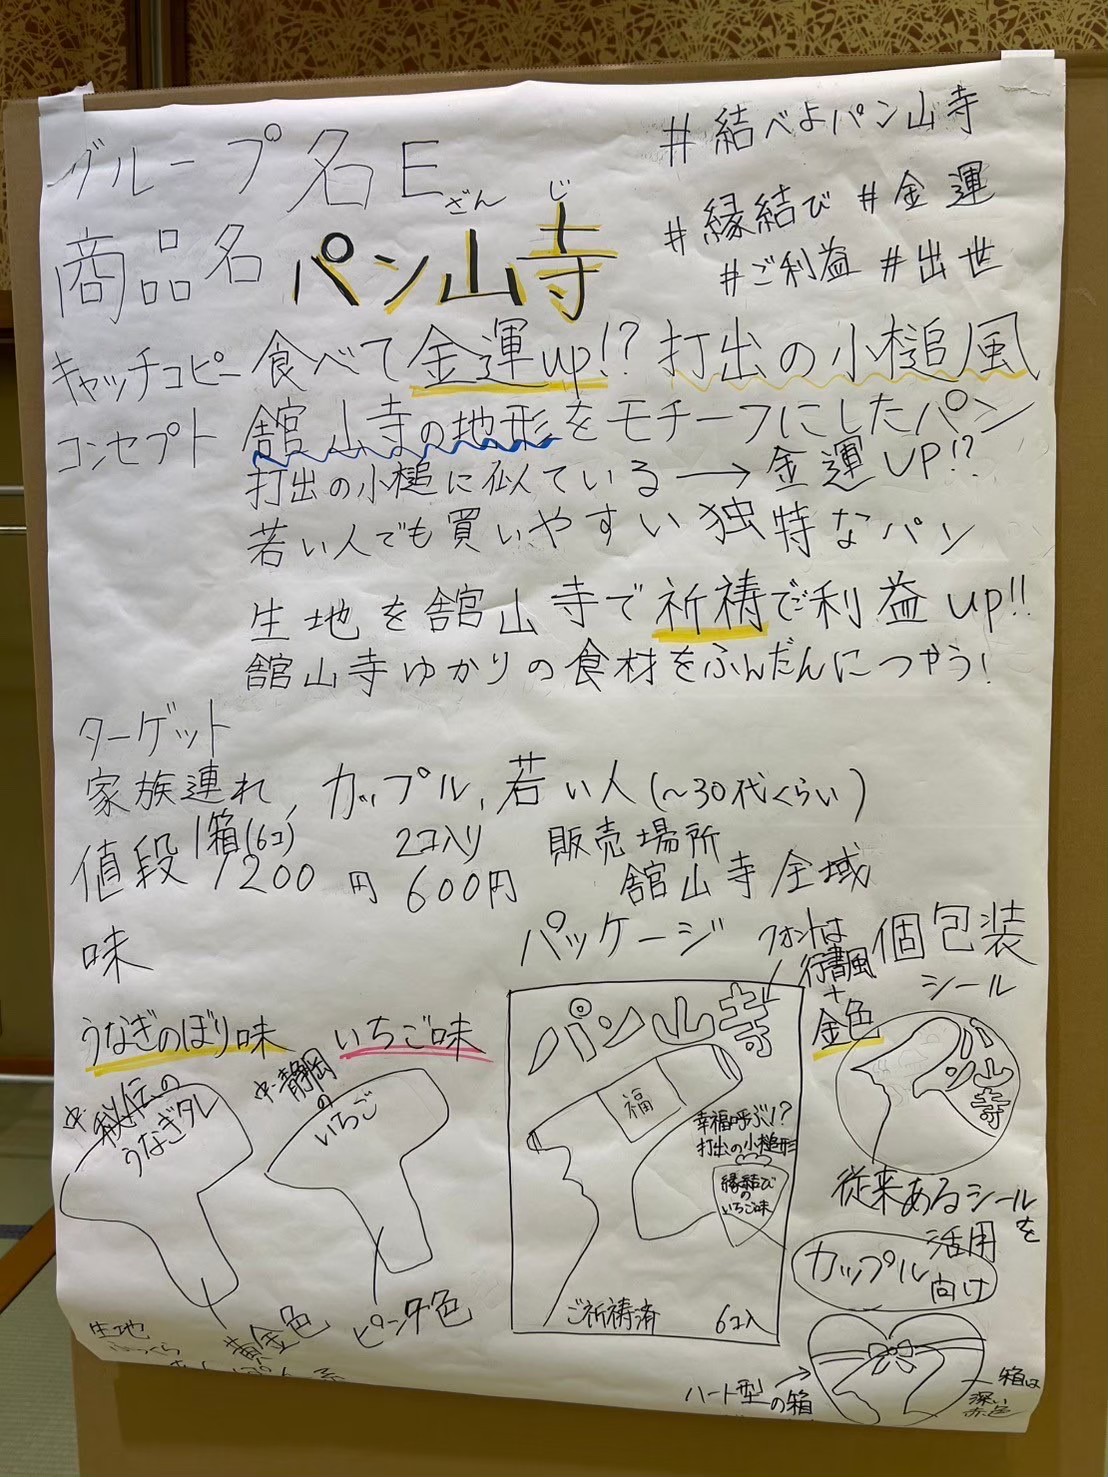 グループ名E
#結べよパン山寺
#縁結び #金運
#ご利益 #出世
ざん じ
商品名 パン山寺
キャッチコピー 食べて金運up!? 打出の小槌風
コンセプト 舘山寺の地形をモチーフにしたパン
打出の小槌に似ている→金運UP!?
若い人でも買いやすい独特なパン
生地を舘山寺で祈祷でご利益up!!
舘山寺ゆかりの食材をふんだんにつかう!
ターゲット
家族連れ、カップル、若い人(~30代くらい)
値段 1箱(6コ) 1200円
2コ入り 600円
販売場所
舘山寺全域
味
うなぎのぼり味
中・秘伝の
うなぎタレ
いちご味
中・静岡
の
いちご
生地
黄金色
ピンク色
パッケージ
フォントは
行書風
+
金色
パン山寺
福
幸福呼ぶ!?
打出の小槌形
縁結び
の
いちご味
ご祈祷済 6コ入
個包装
シール
パン山寺
従来あるシールを
活用
カップル向け
ハート型の箱
箱は
深い
赤色